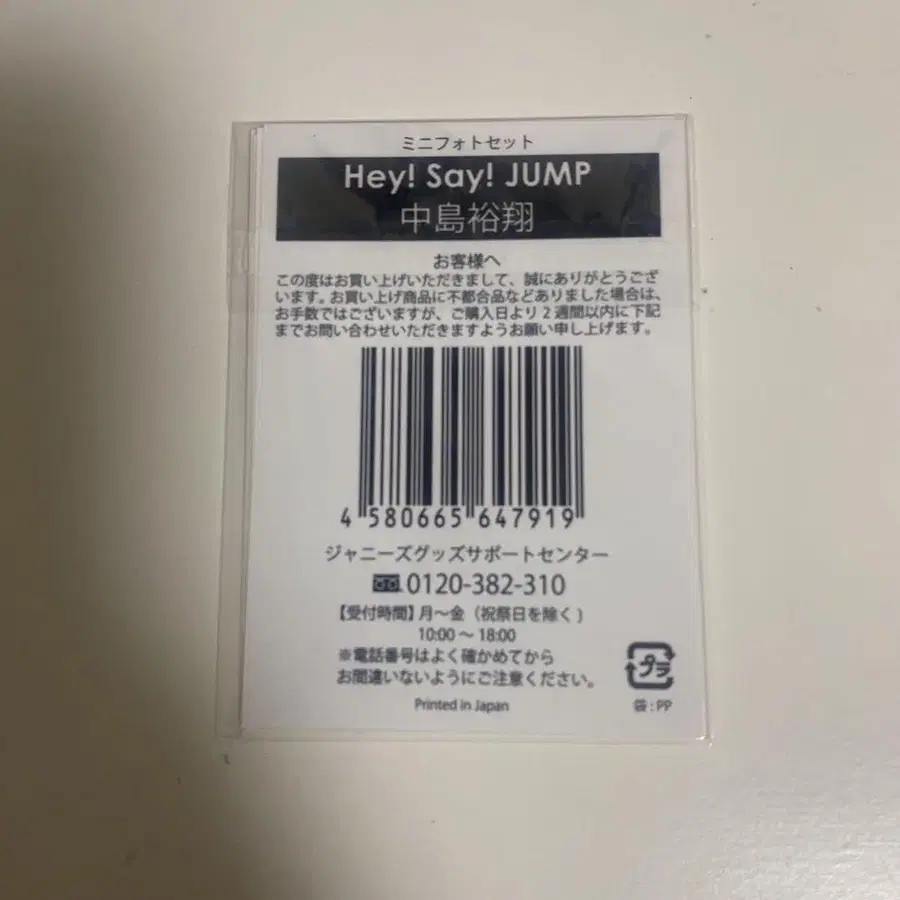 ミニフォトセット
Hey! Say! JUMP
中島裕翔
お客様へ
この度はお買い上げいただきまして、誠にありがとうござ
います。お買い上げ商品に不都合品などありました場合は、
お手数ではございますが、ご購入日より2週間以内に下記
までお問い合わせいただきますようお願い申し上げます。
4 580665 647919
ジャニーズグッズサポートセンター
0120-382-310
【受付時間】月～金（祝祭日を除く）
10:00～18:00
※電話番号はよく確かめてから
お間違いないようにご注意ください。
プラ
Printed in Japan
袋:PP